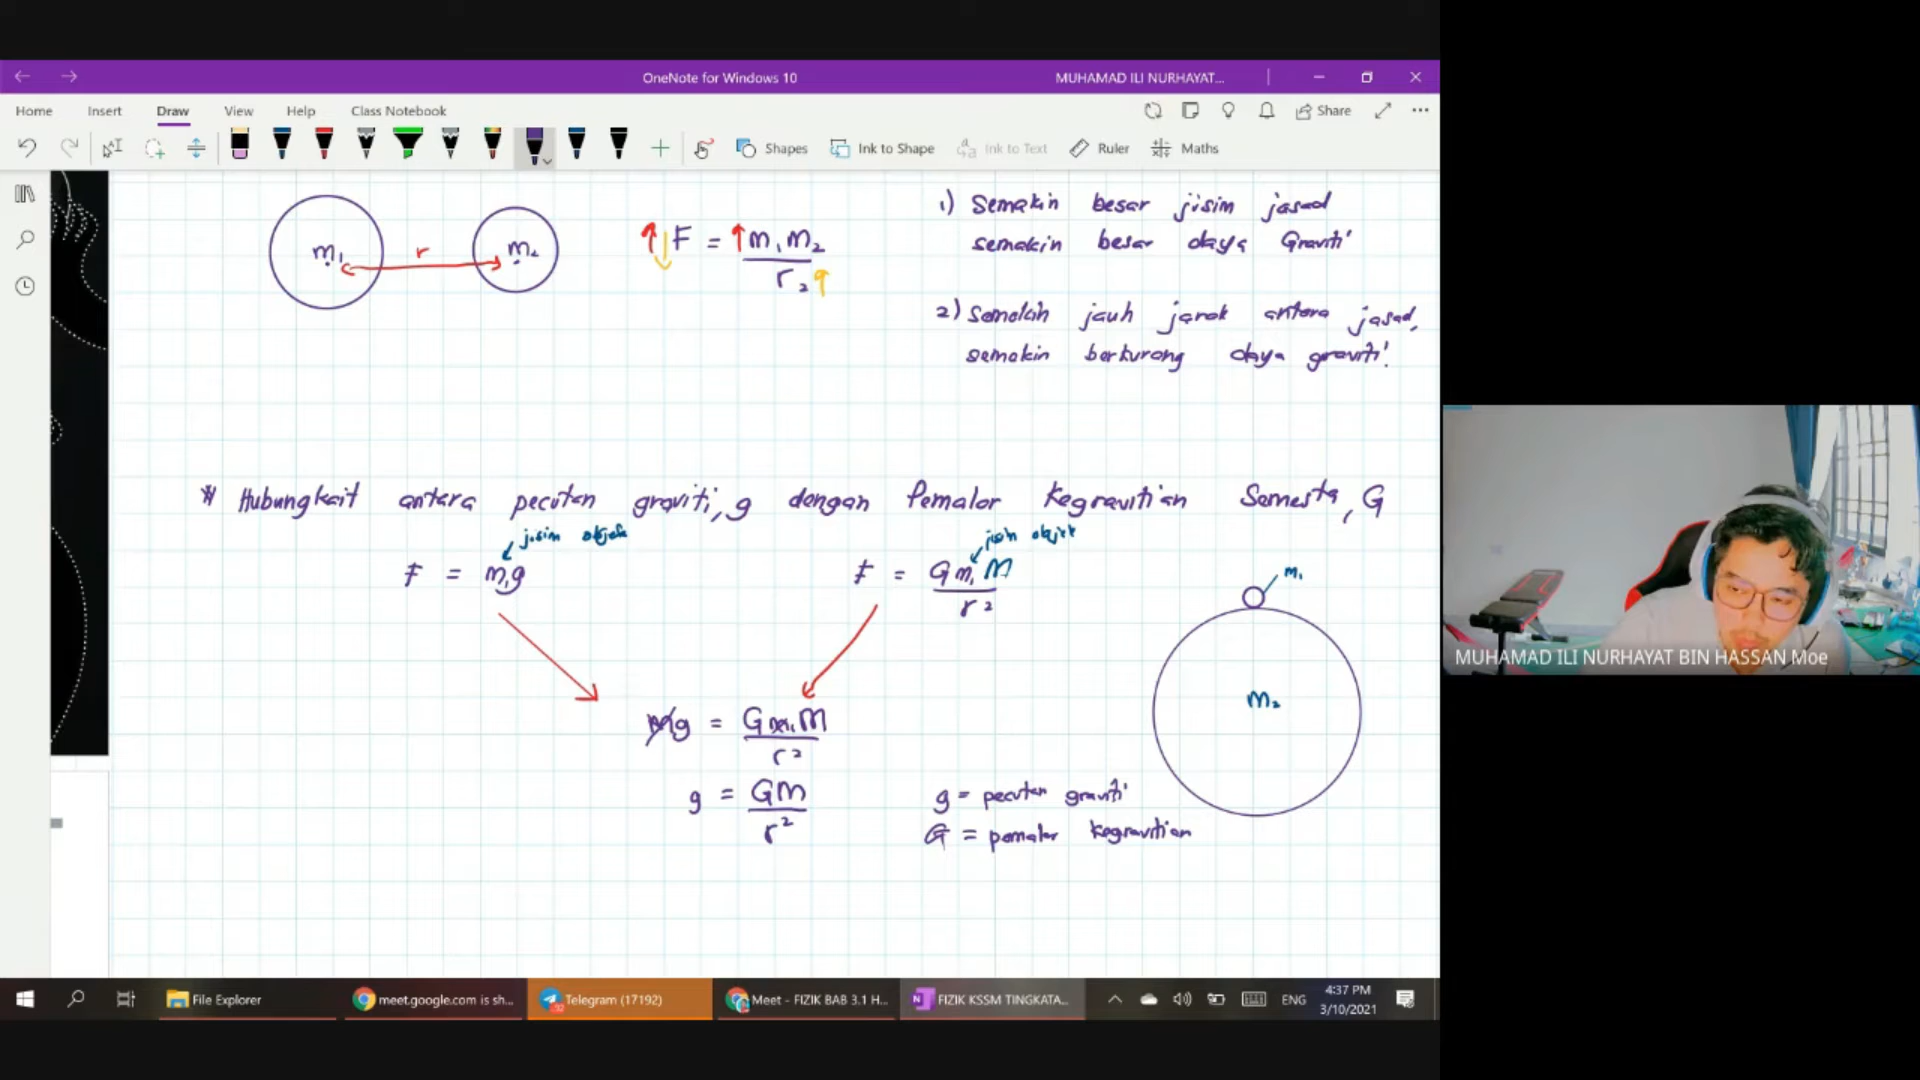 OneNote for Windows 10
MUHAMAD ILI NURHAYAT...
Home Insert Draw View Help Class Notebook
Share
Shapes Ink to Shape Ink to Text Ruler Maths
m₁ r m₂
F = m₁m₂
r₂
1) Semakin besar jisim jasad
semakin besar daya Graviti
2) Semakin jauh jarak antara jasad,
semakin berkurang daya graviti.
* Hubungkait antara pecutan graviti, g dengan Pemalar Kegravitian Semesta, G
jisim objek
jisim objek
F = m₁g
F = Gm₁M
r²
m₁
m₂
m₁g = Gm₁M
r²
g = GM
r²
g = pecutan graviti
G = pemalar kegravitian
MUHAMAD ILI NURHAYAT BIN HASSAN Moe
File Explorer
meet.google.com is sh...
Telegram (17192)
Meet - FIZIK BAB 3.1 H...
FIZIK KSSM TINGKATA...
ENG
4:37 PM
3/10/2021